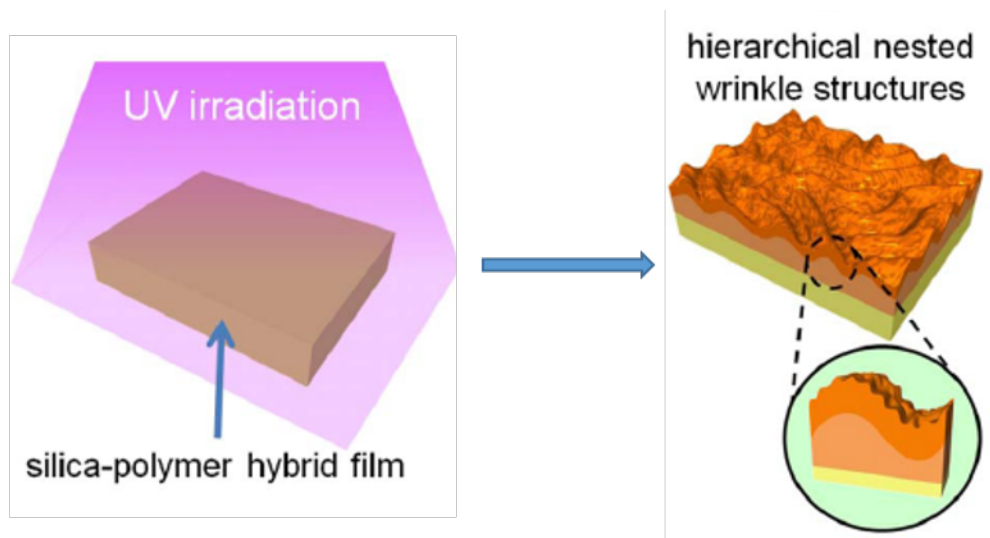 UV irradiation
silica-polymer hybrid film
hierarchical nested
wrinkle structures